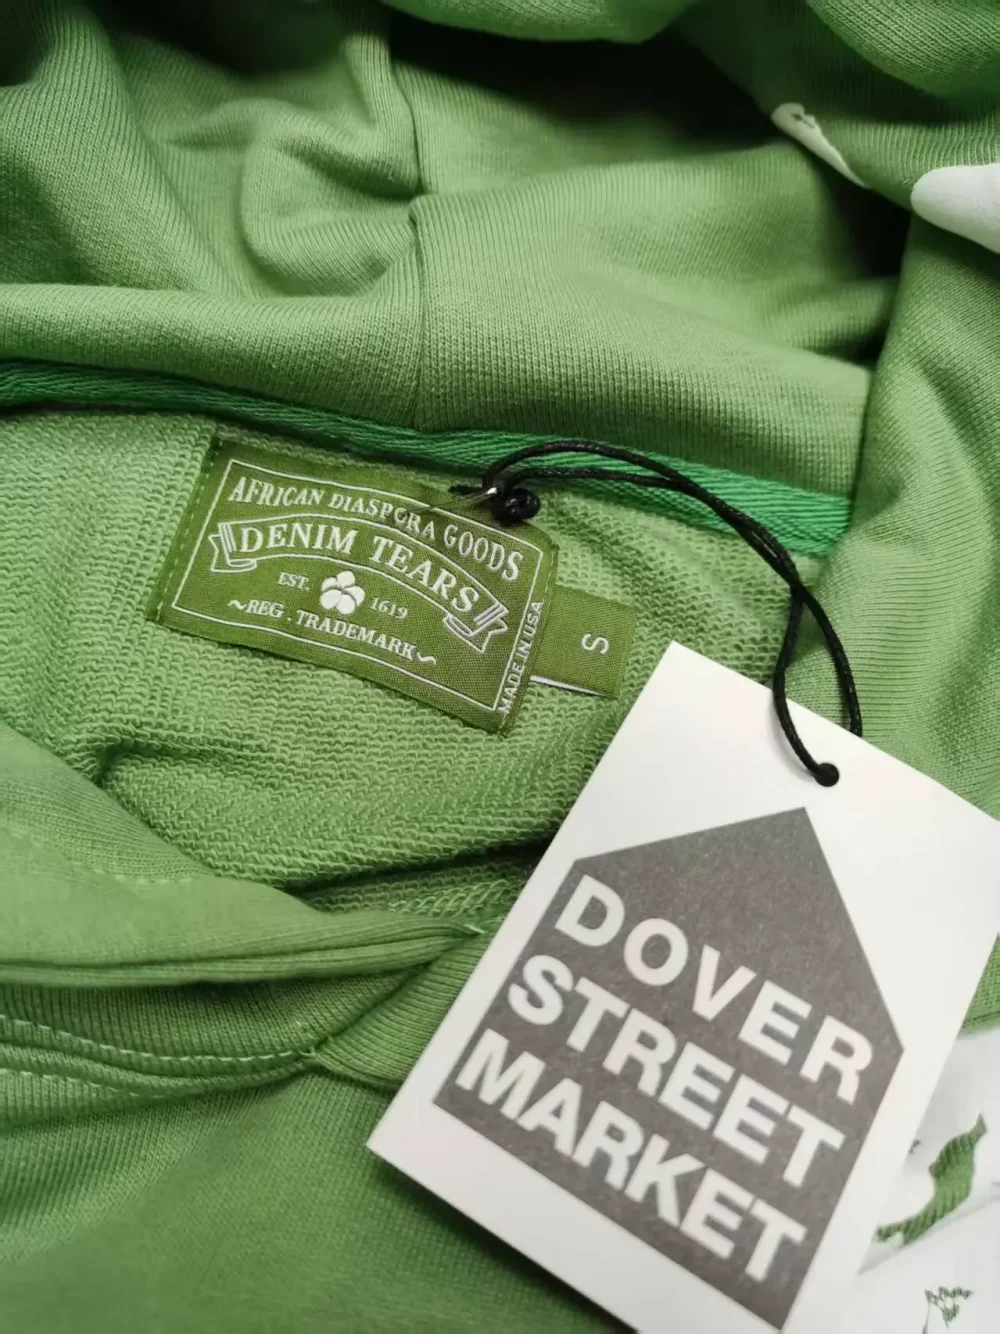 AFRICAN DIASPORA GOODS
DENIM TEARS
EST. 1619
~REG . TRADEMARK~
MADE IN USA
S
DOVER
STREET
MARKET